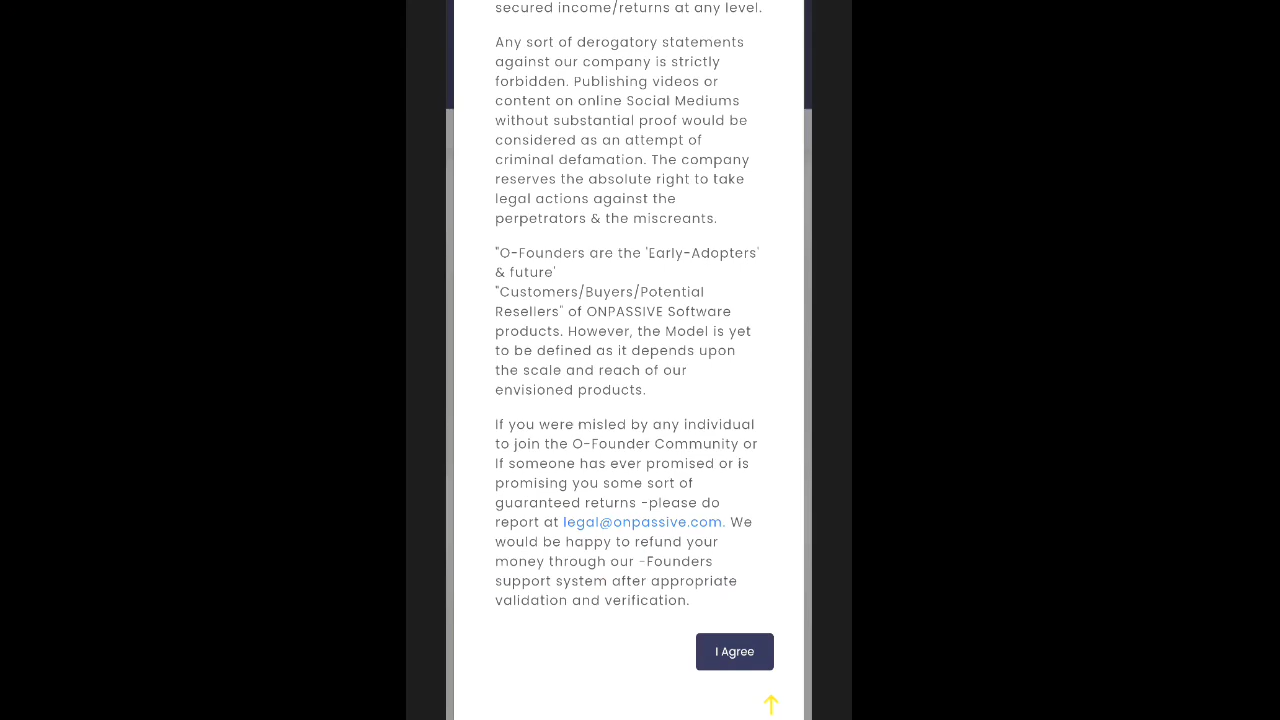 secured income/returns at any level.
Any sort of derogatory statements
against our company is strictly
forbidden. Publishing videos or
content on online Social Mediums
without substantial proof would be
considered as an attempt of
criminal defamation. The company
reserves the absolute right to take
legal actions against the
perpetrators & the miscreants.
"O-Founders are the 'Early-Adopters'
& future'
"Customers/Buyers/Potential
Resellers" of ONPASSIVE Software
products. However, the Model is yet
to be defined as it depends upon
the scale and reach of our
envisioned products.
If you were misled by any individual
to join the O-Founder Community or
If someone has ever promised or is
promising you some sort of
guaranteed returns -please do
report at legal@onpassive.com. We
would be happy to refund your
money through our -Founders
support system after appropriate
validation and verification.
I Agree